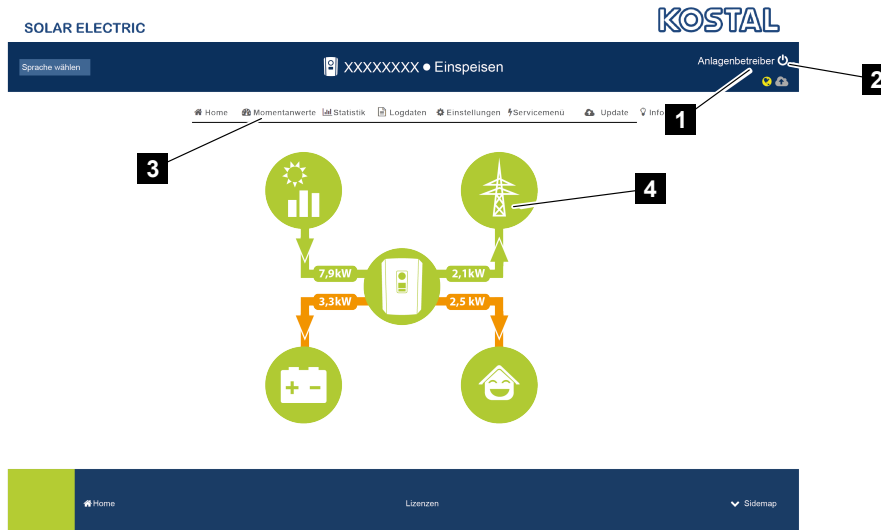 SOLAR ELECTRIC
KOSTAL
Sprache wählen
XXXXXXXX ● Einspeisen
Anlagenbetreiber
2
1
Home Momentanwerte Statistik Logdaten Einstellungen Servicemenü Update Info
3
4
7,9kW
2,1kW
3,3kW
2,5 kW
+ -
Home
Lizenzen
Sidemap